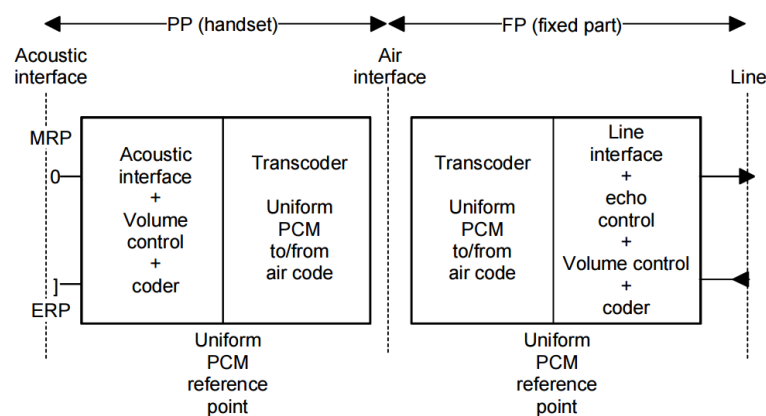 PP (handset)
FP (fixed part)
Acoustic
interface
Air
interface
Line
MRP
0
]
ERP
Acoustic
interface
+
Volume
control
+
coder
Transcoder
Uniform
PCM
to/from
air code
Transcoder
Uniform
PCM
to/from
air code
Line
interface
+
echo
control
+
Volume control
+
coder
Uniform
PCM
reference
point
Uniform
PCM
reference
point